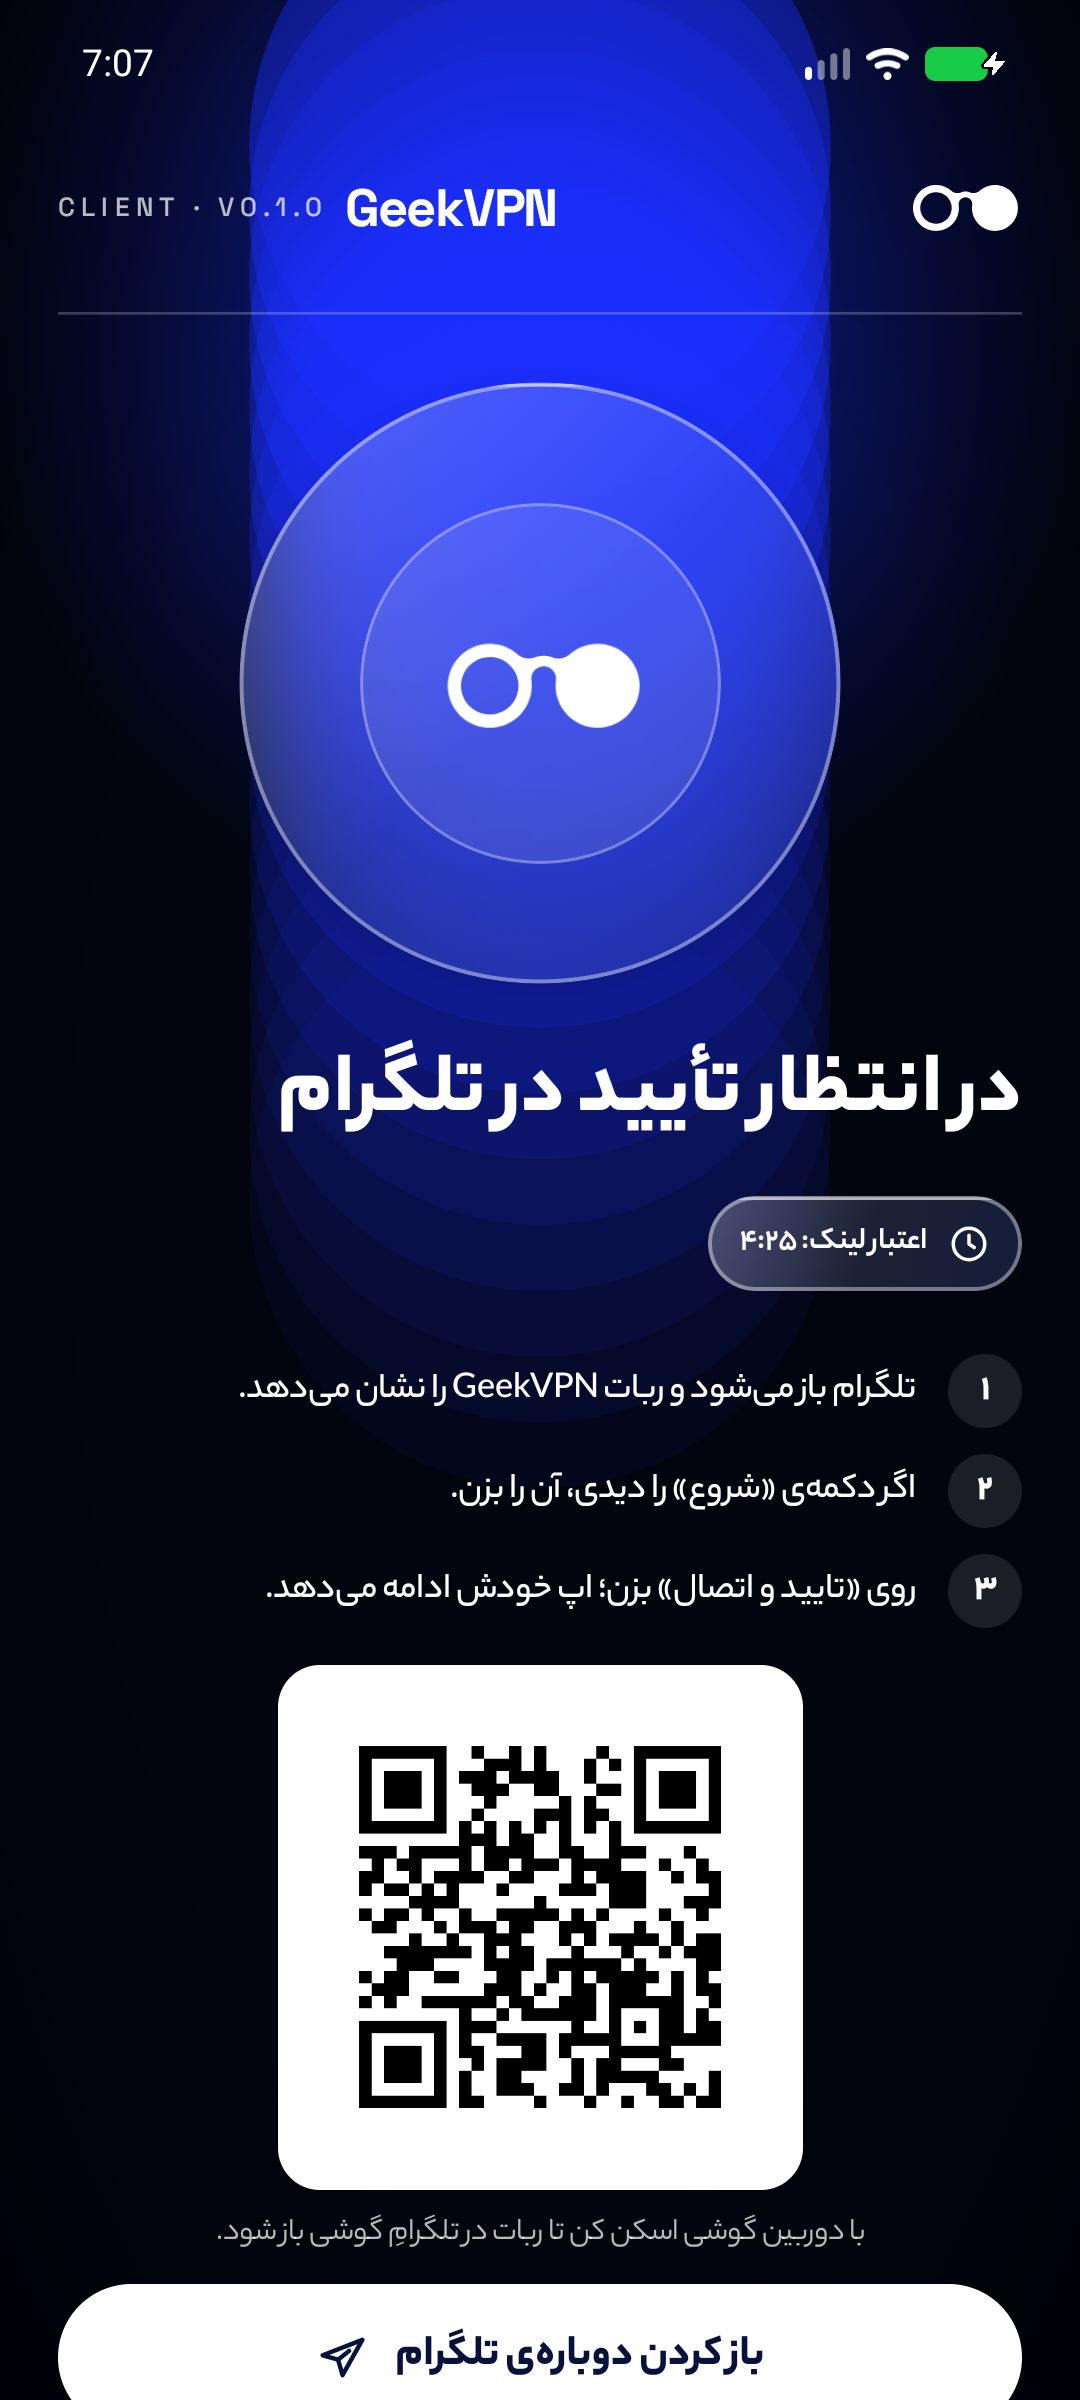 7:07
CLIENT · V0.1.0 GeekVPN
در انتظار تأیید در تلگرام
اعتبار لینک: ۴:۲۵
۱ تلگرام باز می‌شود و ربات GeekVPN را نشان می‌دهد.
۲ اگر دکمه‌ی «شروع» را دیدی، آن را بزن.
۳ روی «تایید و اتصال» بزن؛ اپ خودش ادامه می‌دهد.
با دوربین گوشی اسکن کن تا ربات در تلگرامِ گوشی باز شود.
باز کردن دوباره‌ی تلگرام